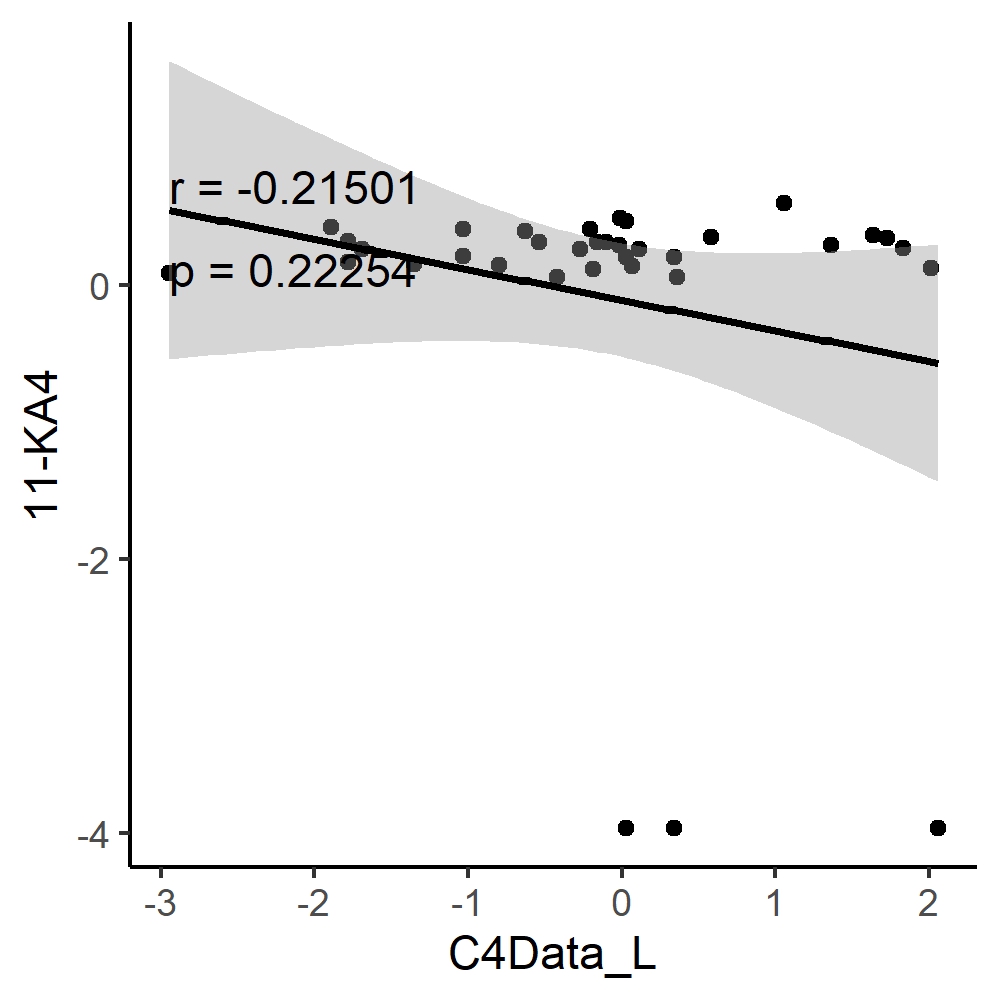 r = -0.21501
p = 0.22254
0
-2
-4
11-KA4
-3
-2
-1
0
1
2
C4Data_L